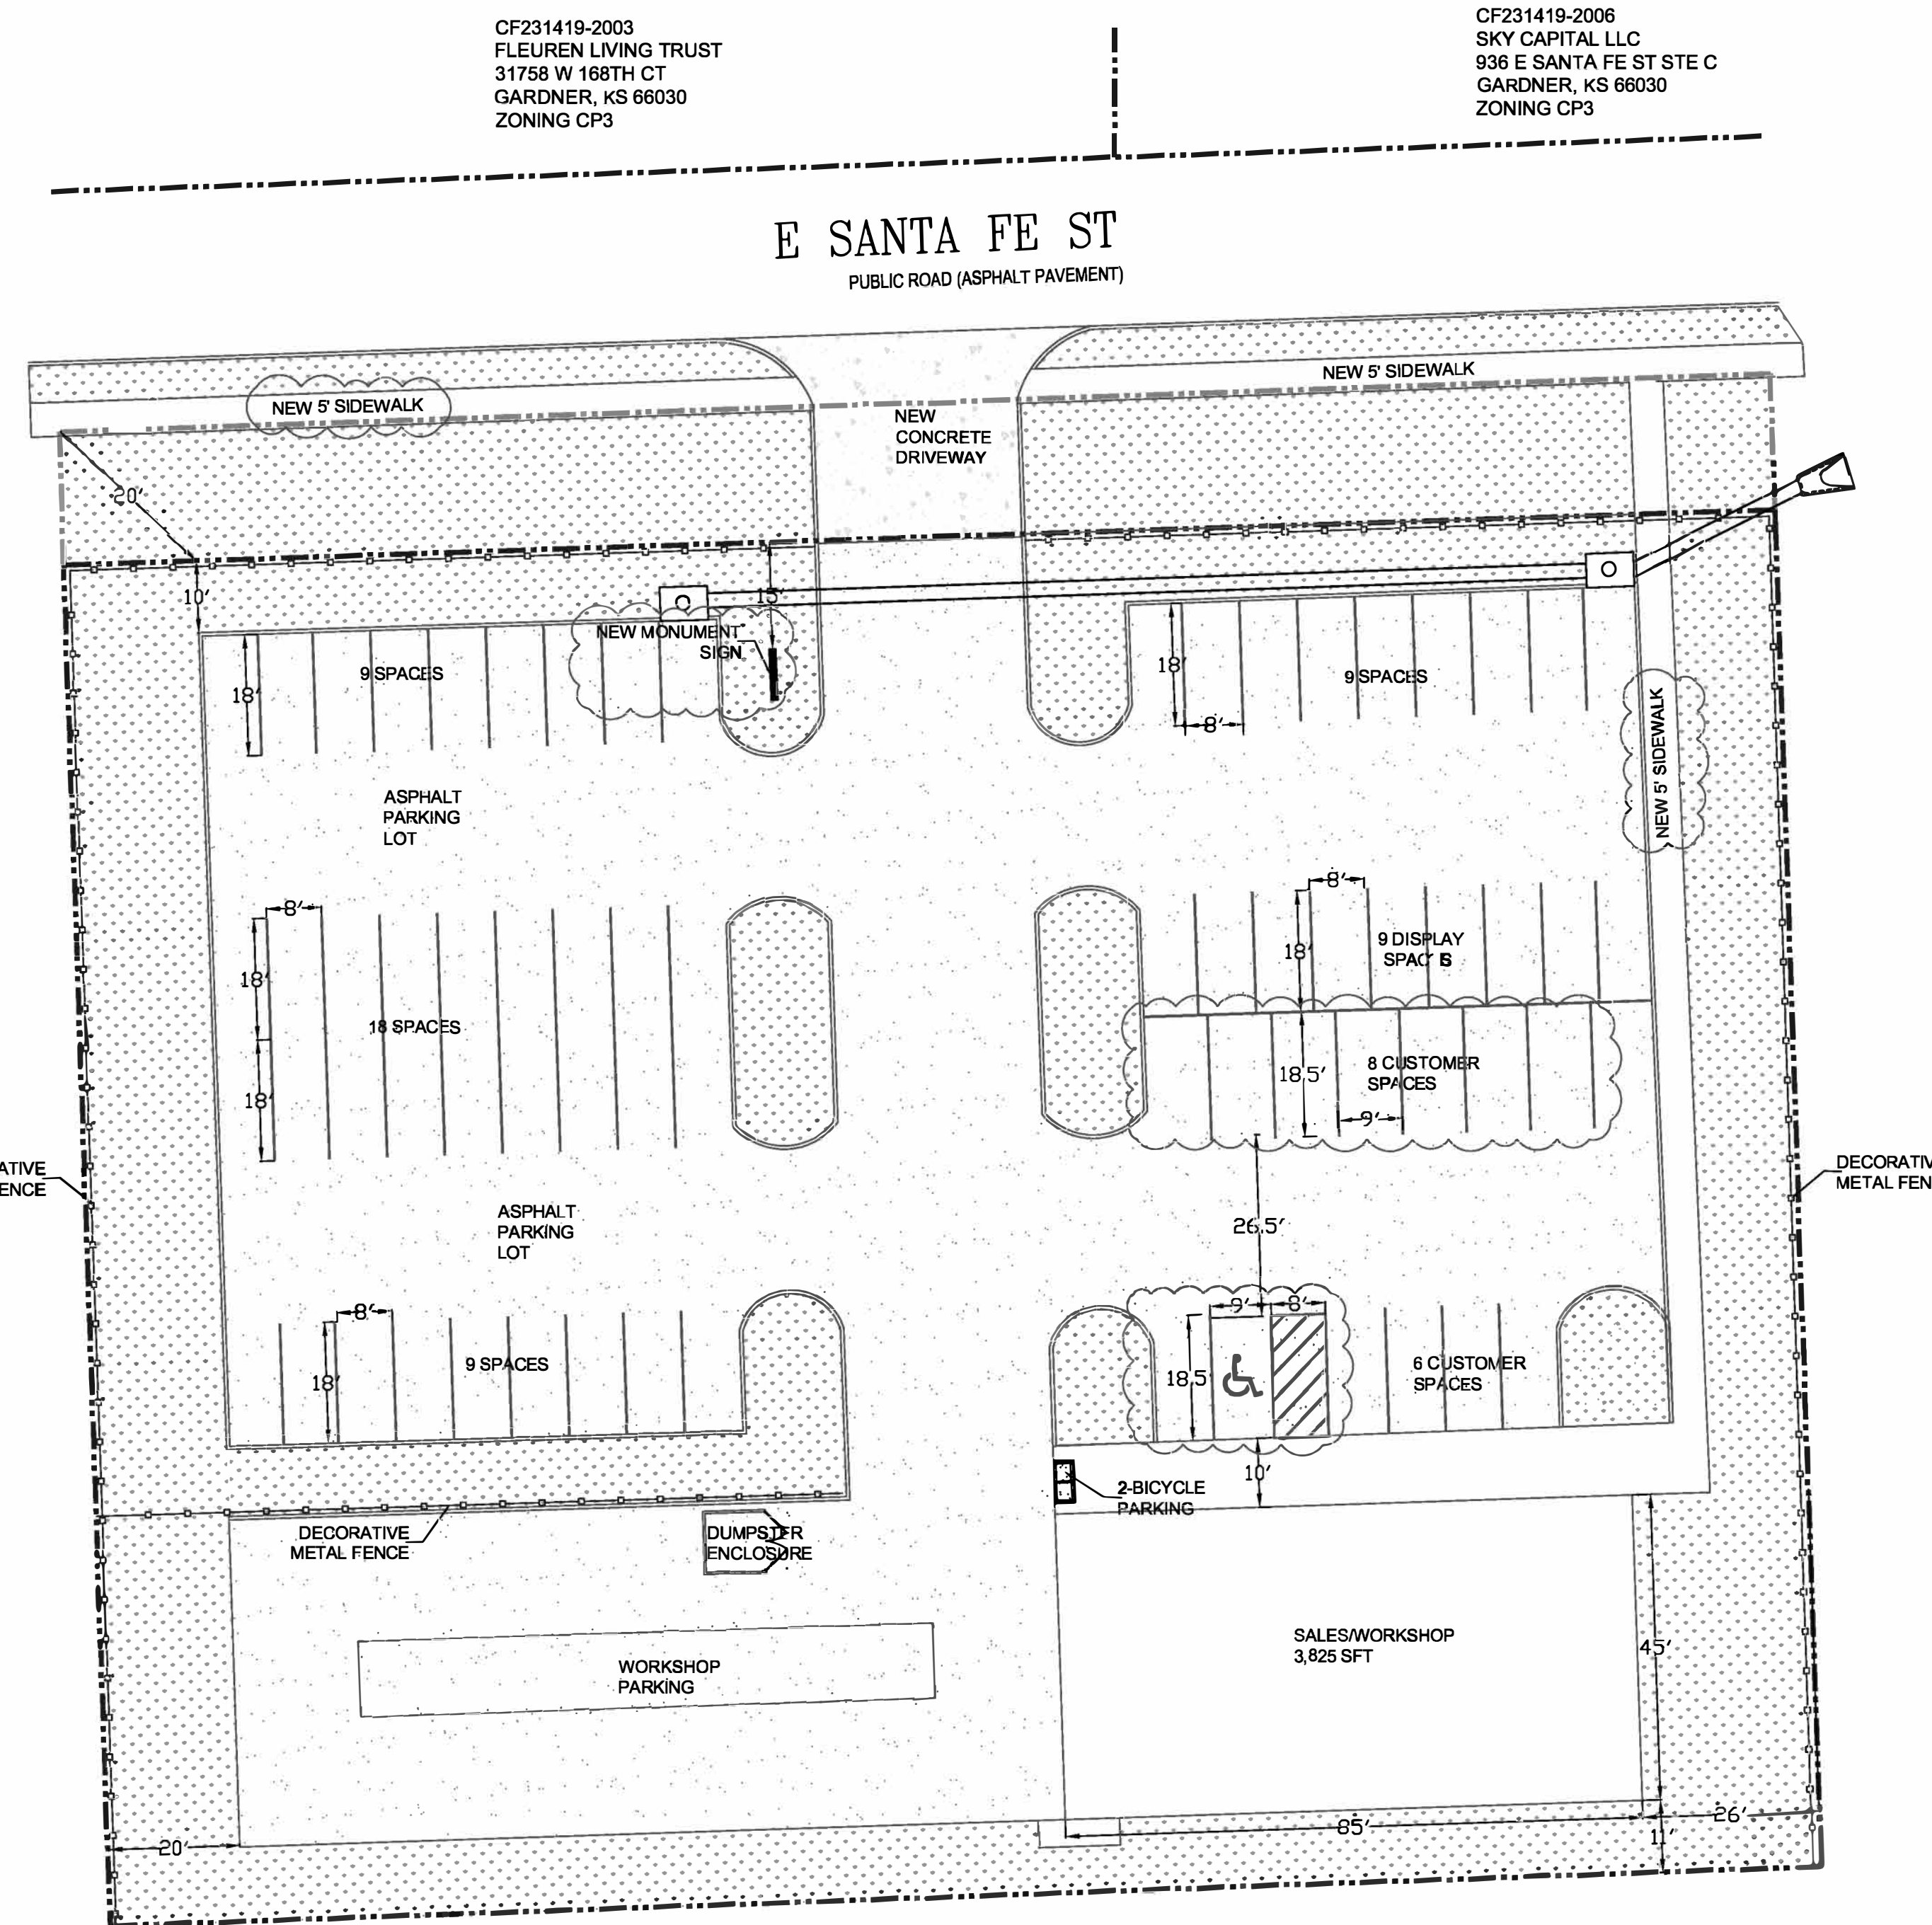 CF231419-2003
FLEUREN LIVING TRUST
31758 W 168TH CT
GARDNER, KS 66030
ZONING CP3
CF231419-2006
SKY CAPITAL LLC
936 E SANTA FE ST STE C
GARDNER, KS 66030
ZONING CP3
E SANTA FE ST
PUBLIC ROAD (ASPHALT PAVEMENT)
NEW 5' SIDEWALK
NEW 5' SIDEWALK
NEW
CONCRETE
DRIVEWAY
20'
10'
15'
NEW MONUMENT
SIGN
9 SPACES
18'
18'
8'
9 SPACES
NEW 5' SIDEWALK
ASPHALT
PARKING
LOT
8'
18'
18 SPACES
18'
8'
18'
9 DISPLAY
SPAC S
8 CUSTOMER
SPACES
18.5'
9'
ATIVE
ENCE
DECORATIV
METAL FEN
ASPHALT
PARKING
LOT
26.5'
8'
18'
9 SPACES
9'
8'
18.5
6 CUSTOMER
SPACES
10'
2-BICYCLE
PARKING
DECORATIVE
METAL FENCE
DUMPSTER
ENCLOSURE
WORKSHOP
PARKING
SALES/WORKSHOP
3,825 SFT
45'
20'
85'
26'
11'